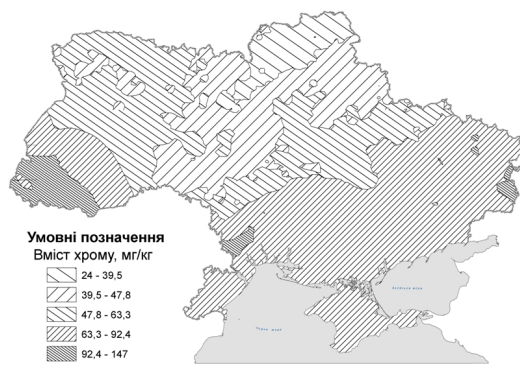 Умовні позначення
Вміст хрому, мг/кг
24 - 39,5
39,5 - 47,8
47,8 - 63,3
63,3 - 92,4
92,4 - 147